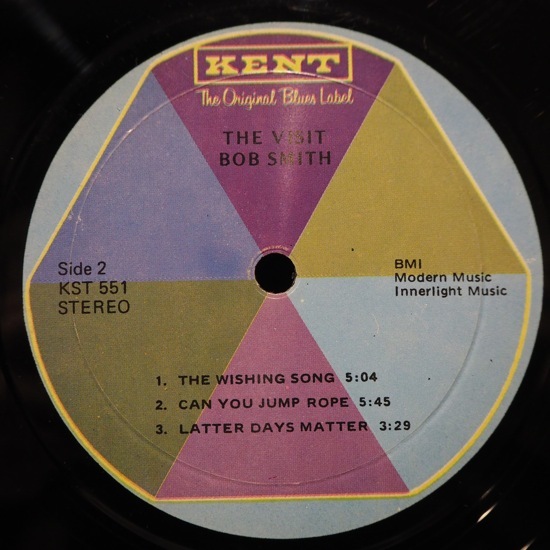 KENT
The Original Blues Label
THE VISIT
BOB SMITH
Side 2
KST 551
STEREO
BMI
Modern Music
Innerlight Music
1. THE WISHING SONG 5:04
2. CAN YOU JUMP ROPE 5:45
3. LATTER DAYS MATTER 3:29